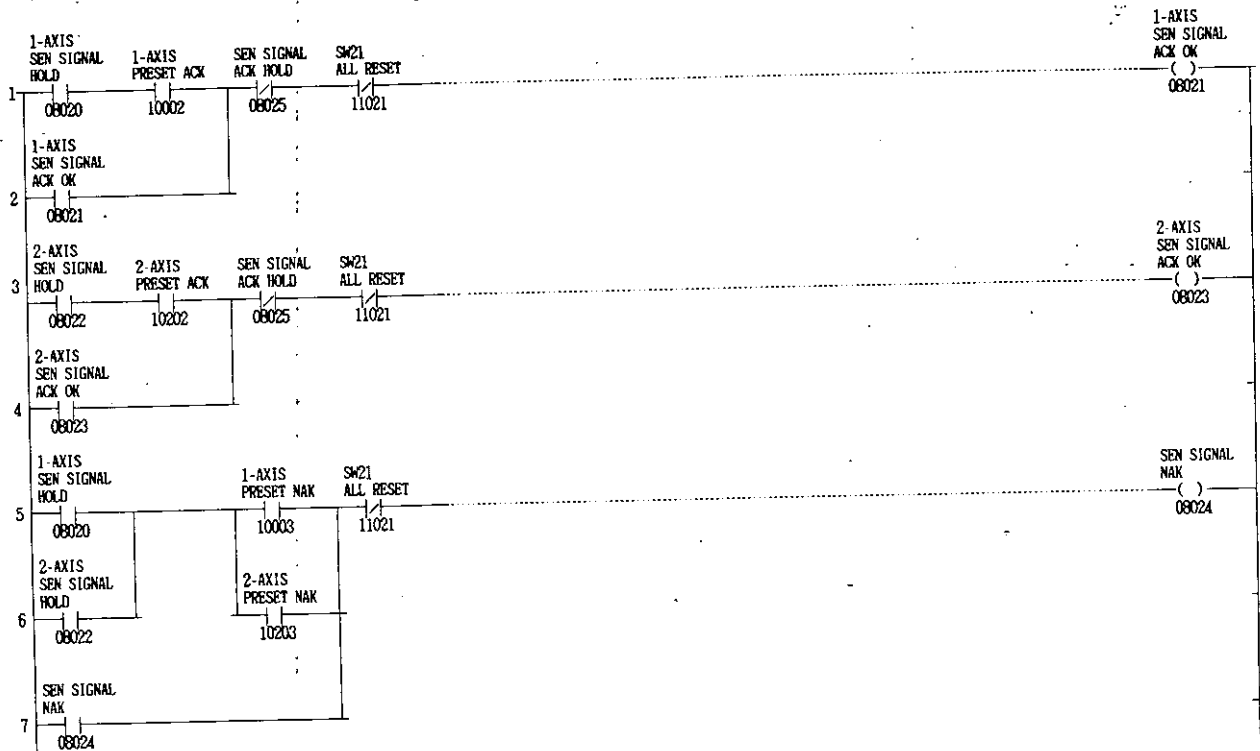 1-AXIS
SEN SIGNAL
ACK OK
1-AXIS
SEN SIGNAL
HOLD
1-AXIS
PRESET ACK
SEN SIGNAL
ACK HOLD
SW21
ALL RESET
1
08020
10002
08025
11021
( )
08021
1-AXIS
SEN SIGNAL
ACK OK
2
08021
2-AXIS
SEN SIGNAL
HOLD
2-AXIS
PRESET ACK
SEN SIGNAL
ACK HOLD
SW21
ALL RESET
2-AXIS
SEN SIGNAL
ACK OK
3
08022
10202
08025
11021
( )
08023
2-AXIS
SEN SIGNAL
ACK OK
4
08023
1-AXIS
SEN SIGNAL
HOLD
1-AXIS
PRESET NAK
SW21
ALL RESET
SEN SIGNAL
NAK
5
08020
10003
11021
( )
08024
2-AXIS
SEN SIGNAL
HOLD
2-AXIS
PRESET NAK
6
08022
10203
SEN SIGNAL
NAK
7
08024